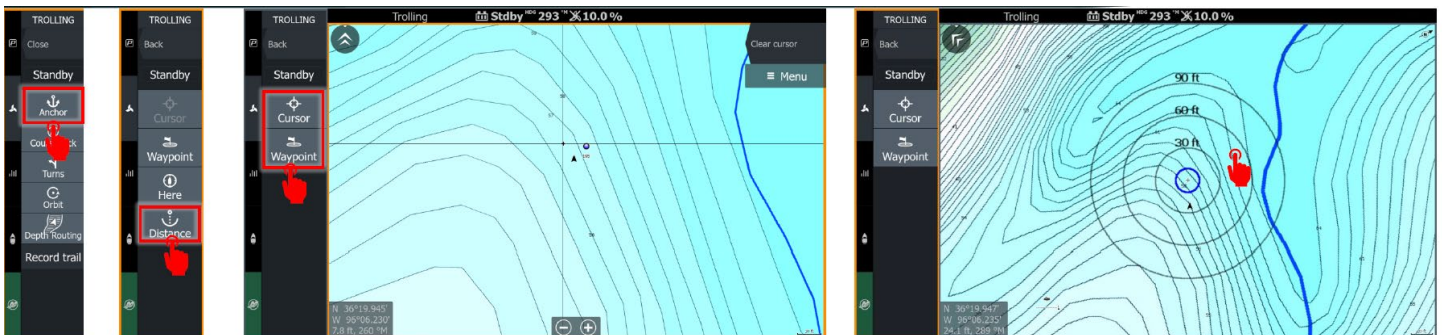 TROLLING
Close
Standby
Anchor
Turns
Orbit
Depth Routing
Record trail
TROLLING
Back
Standby
Cursor
Waypoint
Here
Distance
TROLLING
Back
Standby
Cursor
Waypoint
Trolling
Stdby HDG 293 °M 10.0 %
Clear cursor
Menu
N 36°19.945'
W 96°06.230'
7.8 ft, 260 °M
TROLLING
Back
Standby
Cursor
Waypoint
Trolling
Stdby HDG 293 °M 10.0 %
90 ft
60 ft
30 ft
N 36°19.947'
W 96°06.235'
24.1 ft, 289 °M